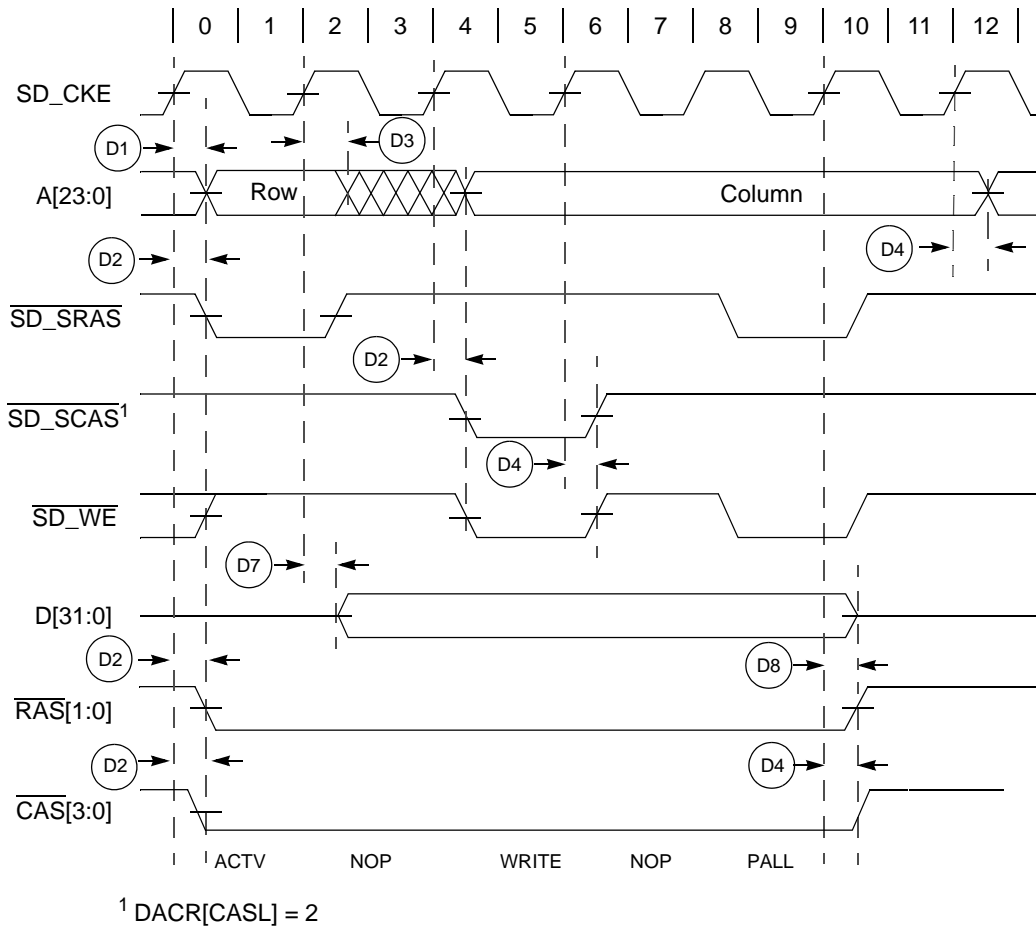 0 1 2 3 4 5 6 7 8 9 10 11 12
SD_CKE
D1
D3
A[23:0]
Row
Column
D2
D4
SD_SRAS
D2
SD_SCAS1
D4
SD_WE
D7
D[31:0]
D2
D8
RAS[1:0]
D2
D4
CAS[3:0]
ACTV NOP WRITE NOP PALL
1 DACR[CASL] = 2